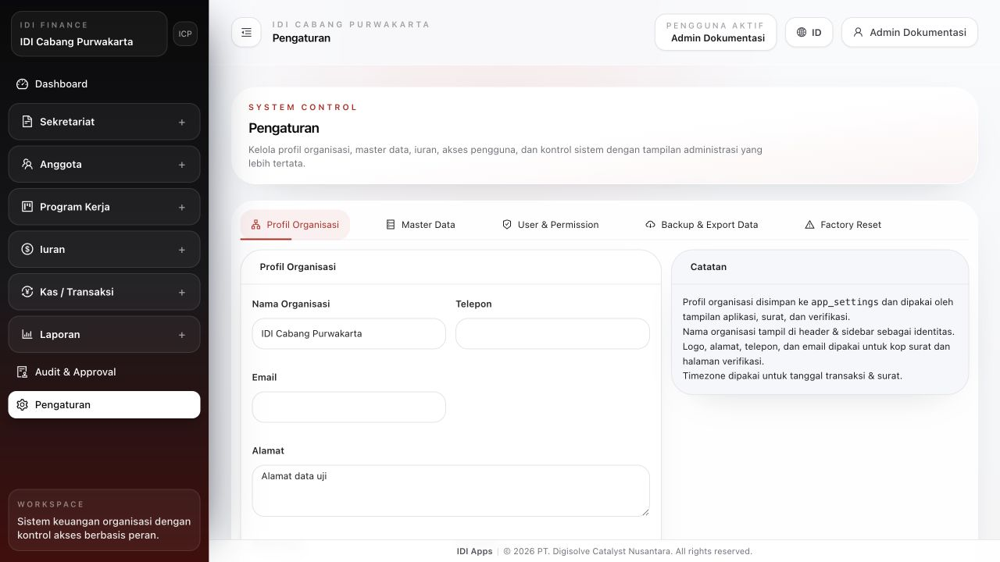 IDI FINANCE
IDI Cabang Purwakarta
ICP
Dashboard
Sekretariat +
Anggota +
Program Kerja +
Iuran +
Kas / Transaksi +
Laporan +
Audit & Approval
Pengaturan
WORKSPACE
Sistem keuangan organisasi dengan
kontrol akses berbasis peran.
IDI CABANG PURWAKARTA
Pengaturan
PENGGUNA AKTIF
Admin Dokumentasi
ID
Admin Dokumentasi
SYSTEM CONTROL
Pengaturan
Kelola profil organisasi, master data, iuran, akses pengguna, dan kontrol sistem dengan tampilan administrasi yang
lebih tertata.
Profil Organisasi
Master Data
User & Permission
Backup & Export Data
Factory Reset
Profil Organisasi
Nama Organisasi
Telepon
IDI Cabang Purwakarta
Email
Alamat
Alamat data uji
Catatan
Profil organisasi disimpan ke app_settings dan dipakai oleh
tampilan aplikasi, surat, dan verifikasi.
Nama organisasi tampil di header & sidebar sebagai identitas.
Logo, alamat, telepon, dan email dipakai untuk kop surat dan
halaman verifikasi.
Timezone dipakai untuk tanggal transaksi & surat.
IDI Apps | © 2026 PT. Digisolve Catalyst Nusantara. All rights reserved.